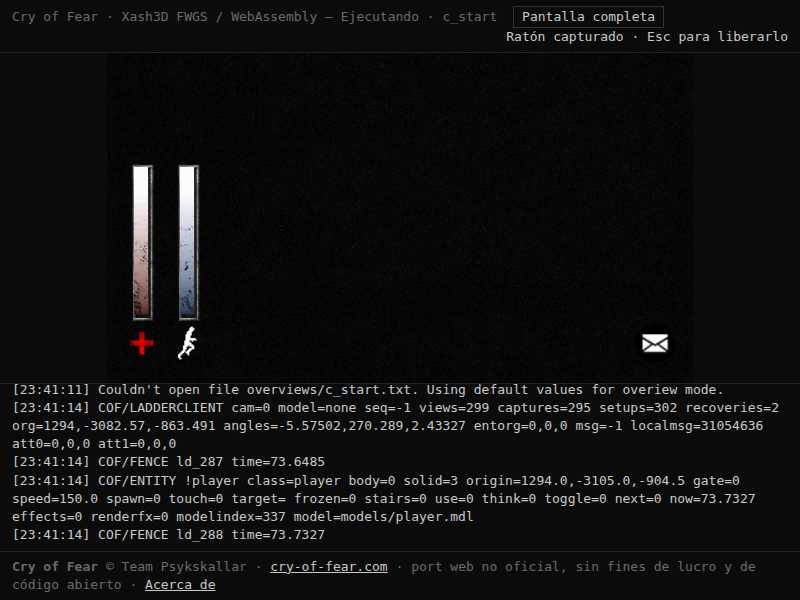 Cry of Fear · Xash3D FWGS / WebAssembly — Ejecutando · c_start
Pantalla completa
Ratón capturado · Esc para liberarlo
[23:41:11] Couldn't open file overviews/c_start.txt. Using default values for overiew mode.
[23:41:14] COF/LADDERCLIENT cam=0 model=none seq=-1 views=299 captures=295 setups=302 recoveries=2
org=1294,-3082.57,-863.491 angles=-5.57502,270.289,2.43327 entorg=0,0,0 msg=-1 localmsg=31054636
att0=0,0,0 att1=0,0,0
[23:41:14] COF/FENCE ld_287 time=73.6485
[23:41:14] COF/ENTITY !player class=player body=0 solid=3 origin=1294.0,-3105.0,-904.5 gate=0
speed=150.0 spawn=0 touch=0 target= frozen=0 stairs=0 use=0 think=0 toggle=0 next=0 now=73.7327
effects=0 renderfx=0 modelindex=337 model=models/player.mdl
[23:41:14] COF/FENCE ld_288 time=73.7327
Cry of Fear © Team Psykskallar · cry-of-fear.com · port web no oficial, sin fines de lucro y de
código abierto · Acerca de